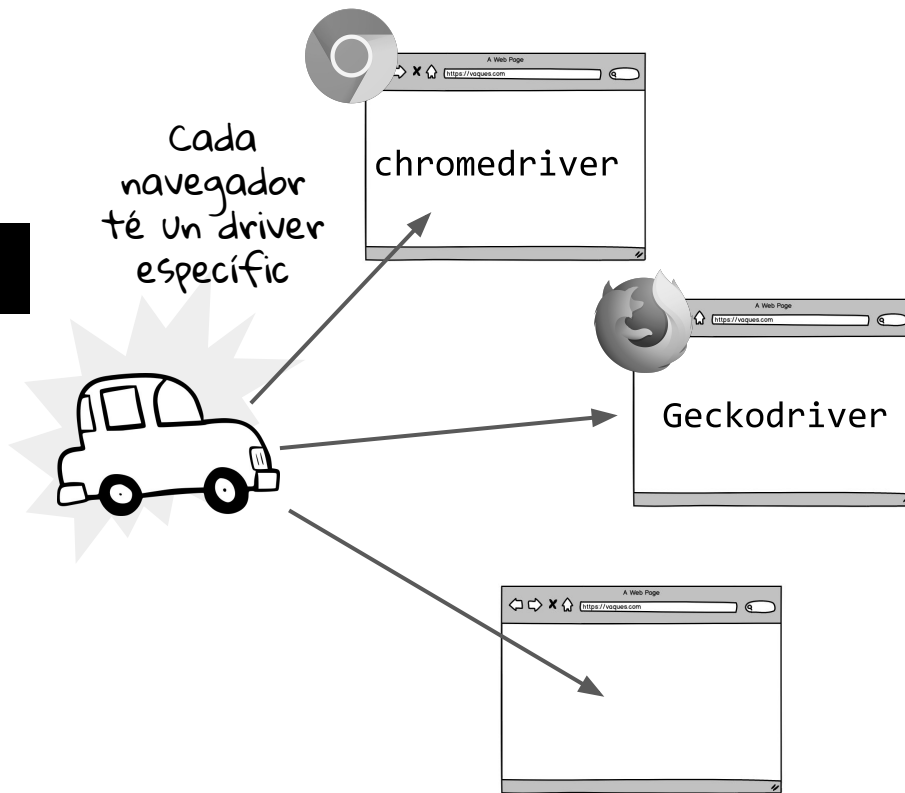 A Web Page
https://vaques.com
Cada
navegador
té un driver
específic
chromedriver
A Web Page
https://vaques.com
Geckodriver
A Web Page
https://vaques.com